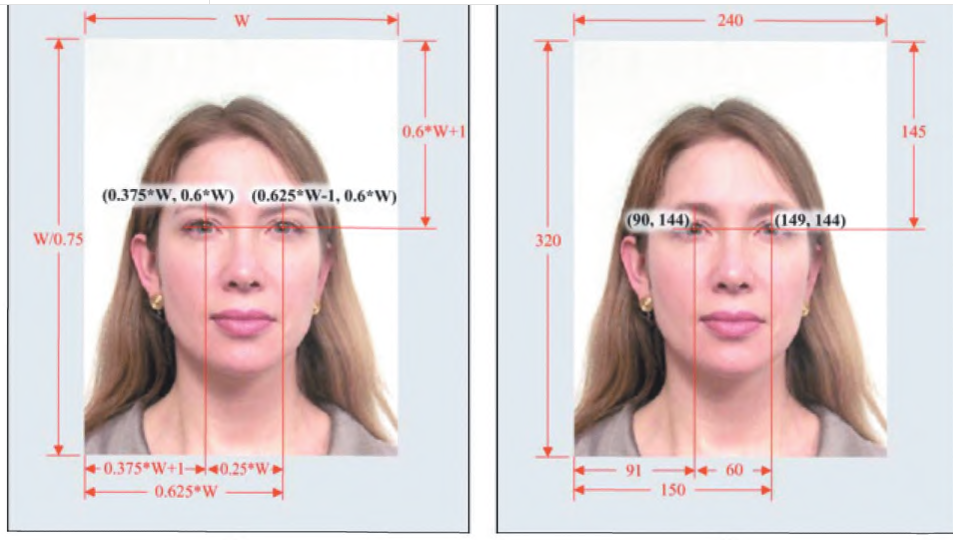 W
0.6*W+1
(0.375*W, 0.6*W)
(0.625*W-1, 0.6*W)
W/0.75
0.375*W+1
0.25*W
0.625*W
240
145
(90, 144)
(149, 144)
320
91
60
150